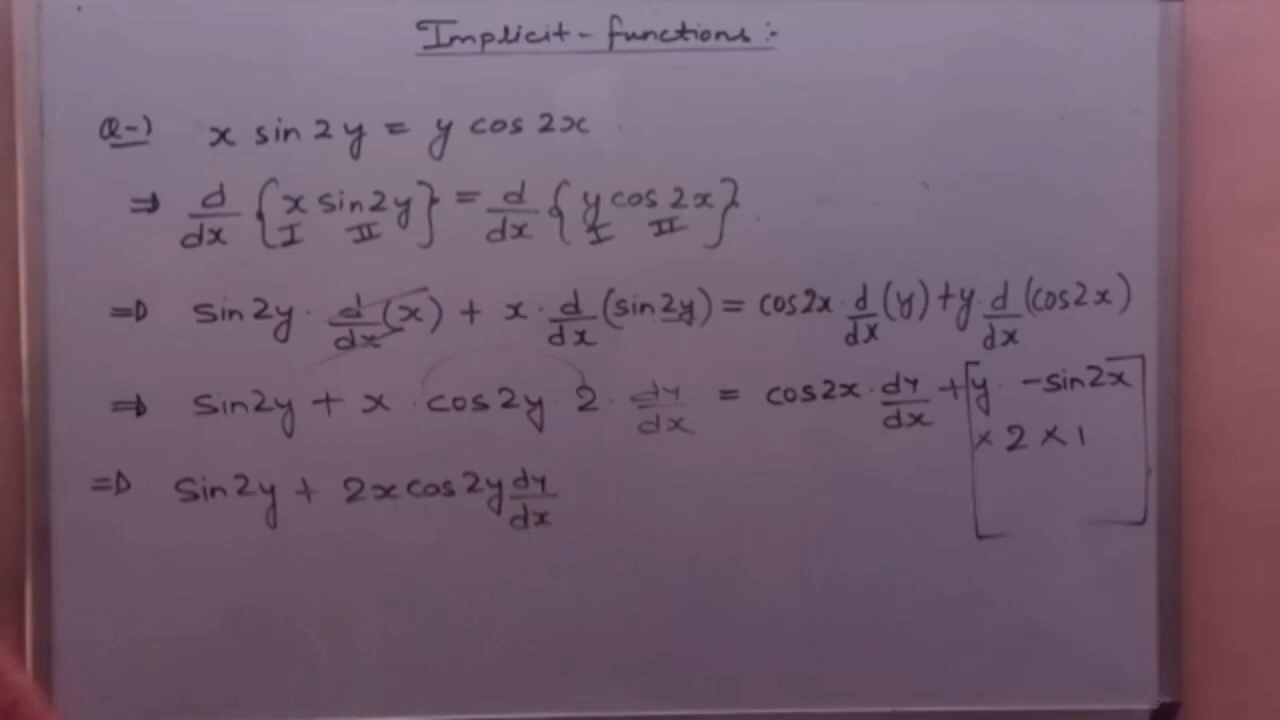 Implicit - functions :-
Q-) x sin 2y = y cos 2x
⇒ d/dx {x sin2y} = d/dx {y cos 2x}
I II I II
⇒ sin2y · d/dx (x) + x · d/dx (sin2y) = cos2x · d/dx (y) + y · d/dx (cos2x)
⇒ sin2y + x · cos2y · 2 · dy/dx = cos2x · dy/dx + [y · -sin2x
× 2 × 1]
⇒ sin2y + 2x cos2y dy/dx